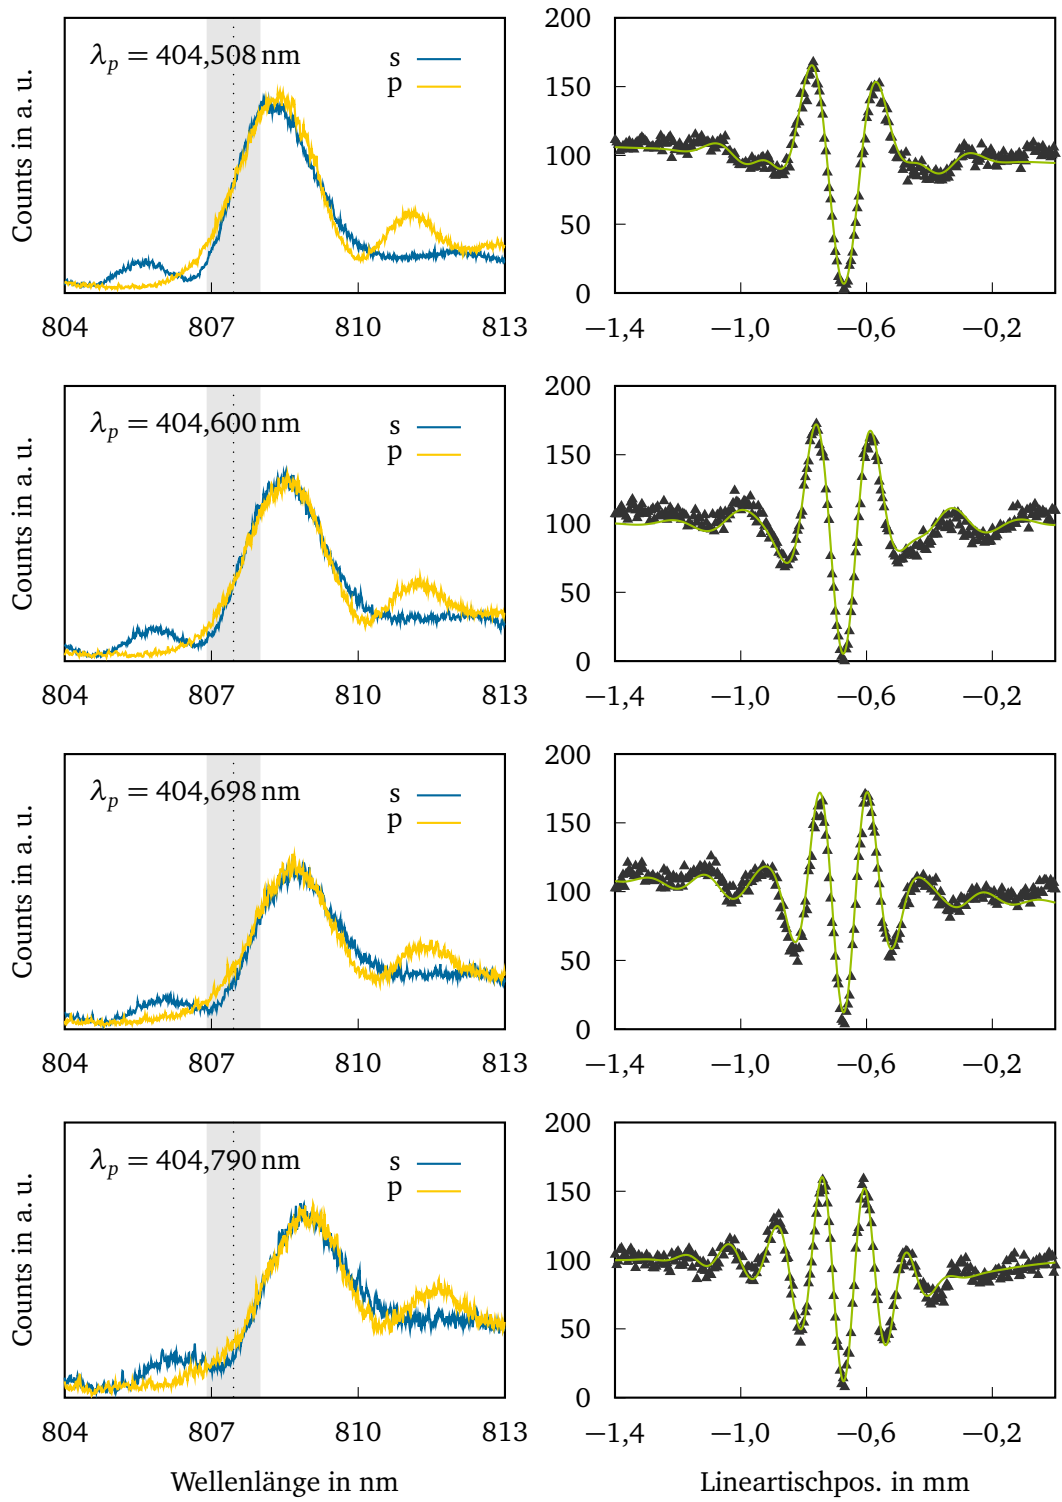 λp = 404,508 nm
s
p
Counts in a. u.
804 807 810 813
200
150
100
50
0
−1,4 −1,0 −0,6 −0,2
λp = 404,600 nm
s
p
Counts in a. u.
804 807 810 813
200
150
100
50
0
−1,4 −1,0 −0,6 −0,2
λp = 404,698 nm
s
p
Counts in a. u.
804 807 810 813
200
150
100
50
0
−1,4 −1,0 −0,6 −0,2
λp = 404,790 nm
s
p
Counts in a. u.
804 807 810 813
Wellenlänge in nm
200
150
100
50
0
−1,4 −1,0 −0,6 −0,2
Lineartischpos. in mm